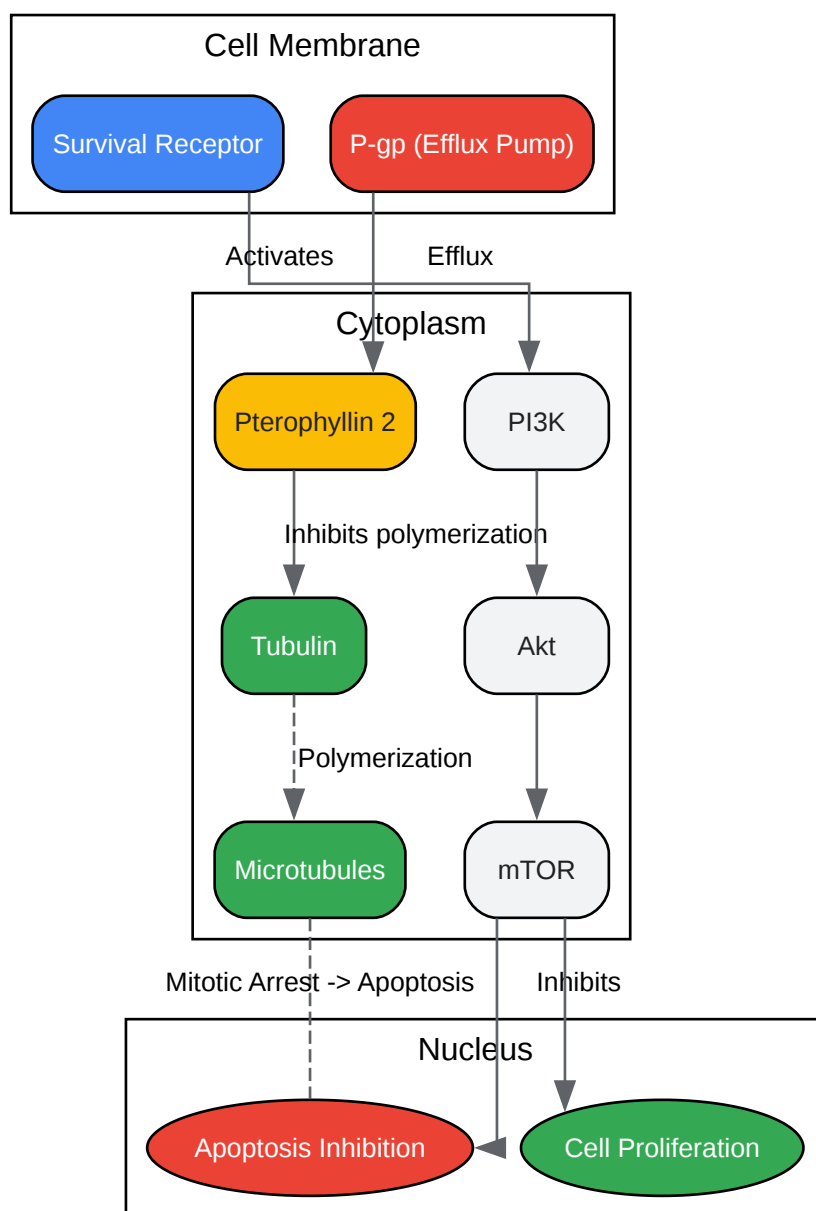 Cell Membrane
Survival Receptor
P-gp (Efflux Pump)
Activates
Efflux
Cytoplasm
Pterophyllin 2
PI3K
Inhibits polymerization
Tubulin
Akt
Polymerization
Microtubules
mTOR
Mitotic Arrest -> Apoptosis
Inhibits
Nucleus
Apoptosis Inhibition
Cell Proliferation